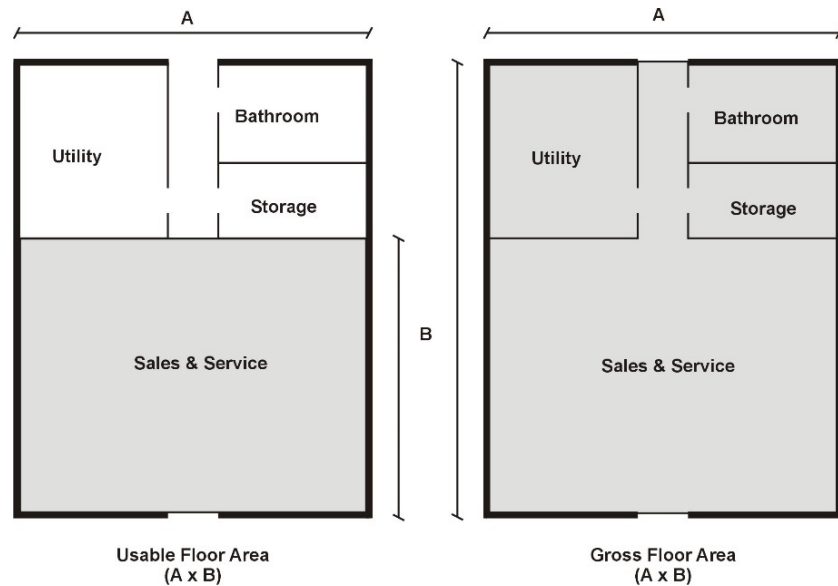 A
Utility
Bathroom
Storage
Sales & Service
B
Usable Floor Area
(A x B)
A
Utility
Bathroom
Storage
Sales & Service
Gross Floor Area
(A x B)